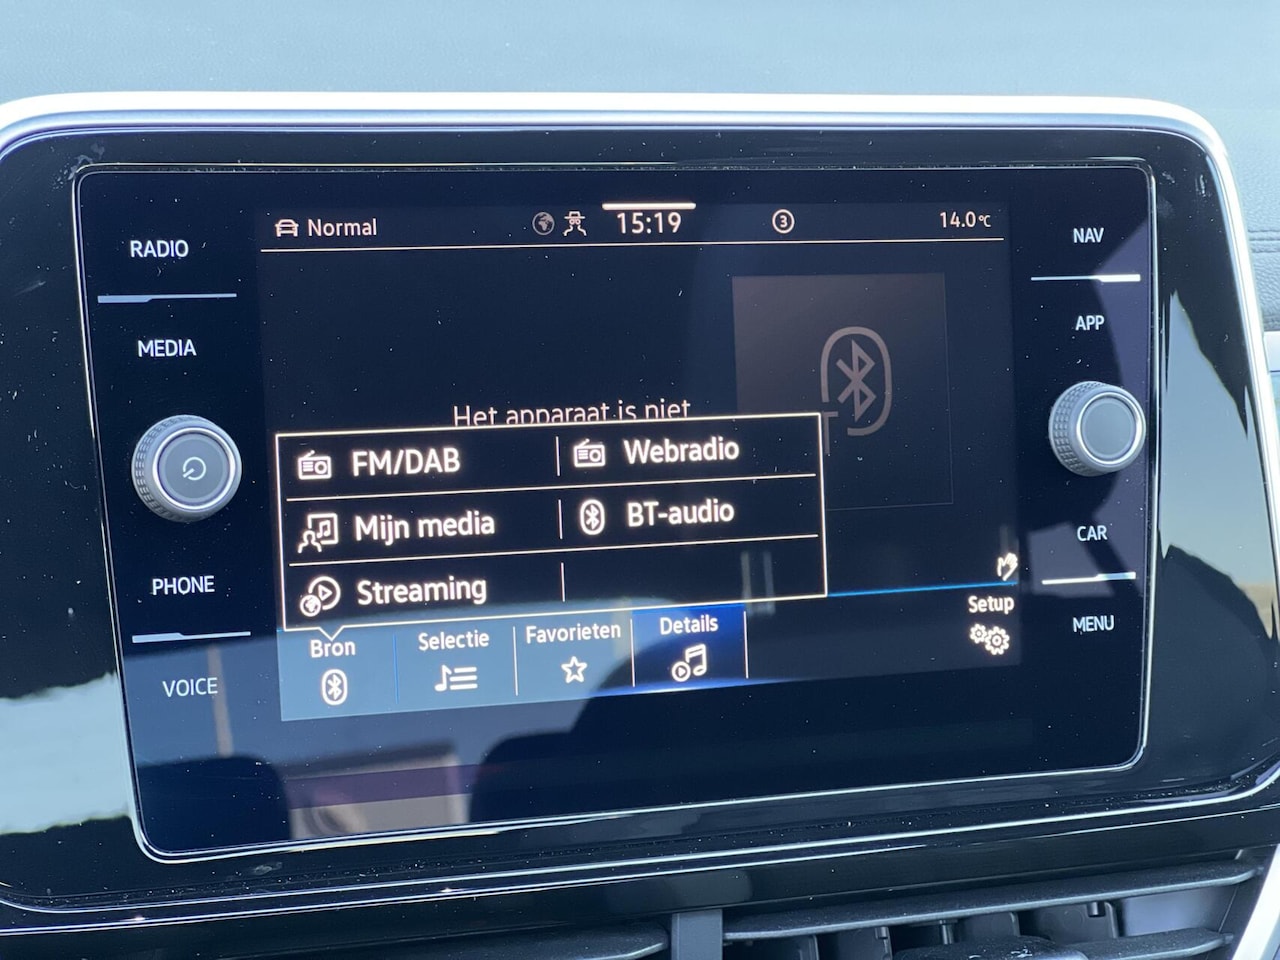 RADIO
MEDIA
PHONE
VOICE
Normal
15:19
3
14.0°C
Het apparaat is niet
FM/DAB
Webradio
Mijn media
BT-audio
Streaming
Bron
Selectie
Favorieten
Details
Setup
NAV
APP
CAR
MENU